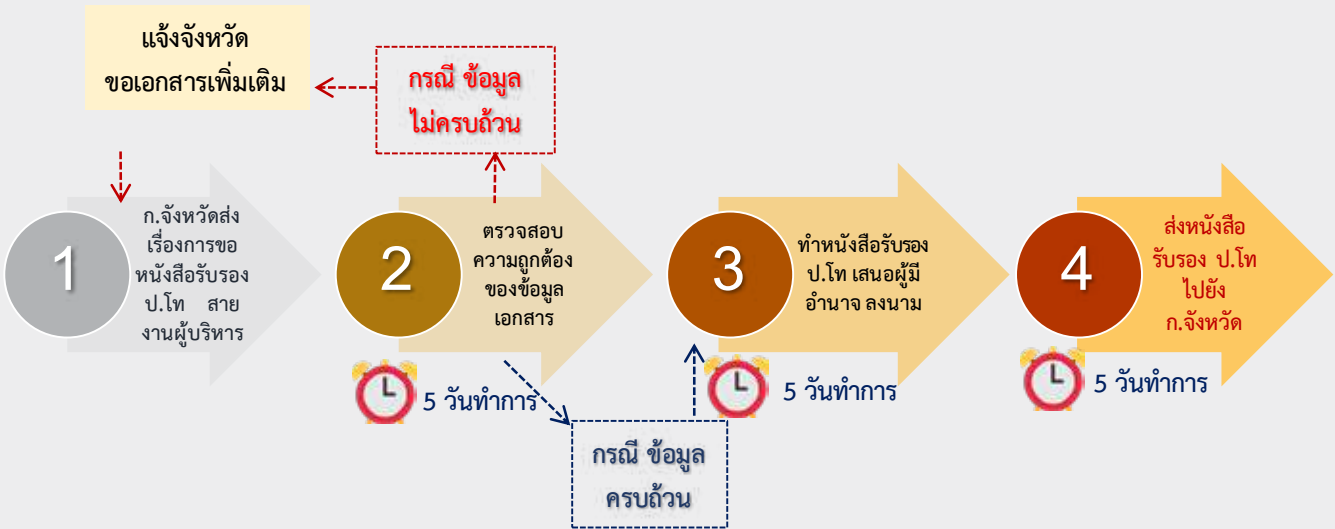 แจ้งจังหวัด
ขอเอกสารเพิ่มเติม
กรณี ข้อมูล
ไม่ครบถ้วน
1
ก.จังหวัดส่ง
เรื่องการขอ
หนังสือรับรอง
ป.โท สาย
งานผู้บริหาร
2
ตรวจสอบ
ความถูกต้อง
ของข้อมูล
เอกสาร
5 วันทำการ
กรณี ข้อมูล
ครบถ้วน
3
ทำหนังสือรับรอง
ป.โท เสนอผู้มี
อำนาจ ลงนาม
5 วันทำการ
4
ส่งหนังสือ
รับรอง ป.โท
ไปยัง
ก.จังหวัด
5 วันทำการ